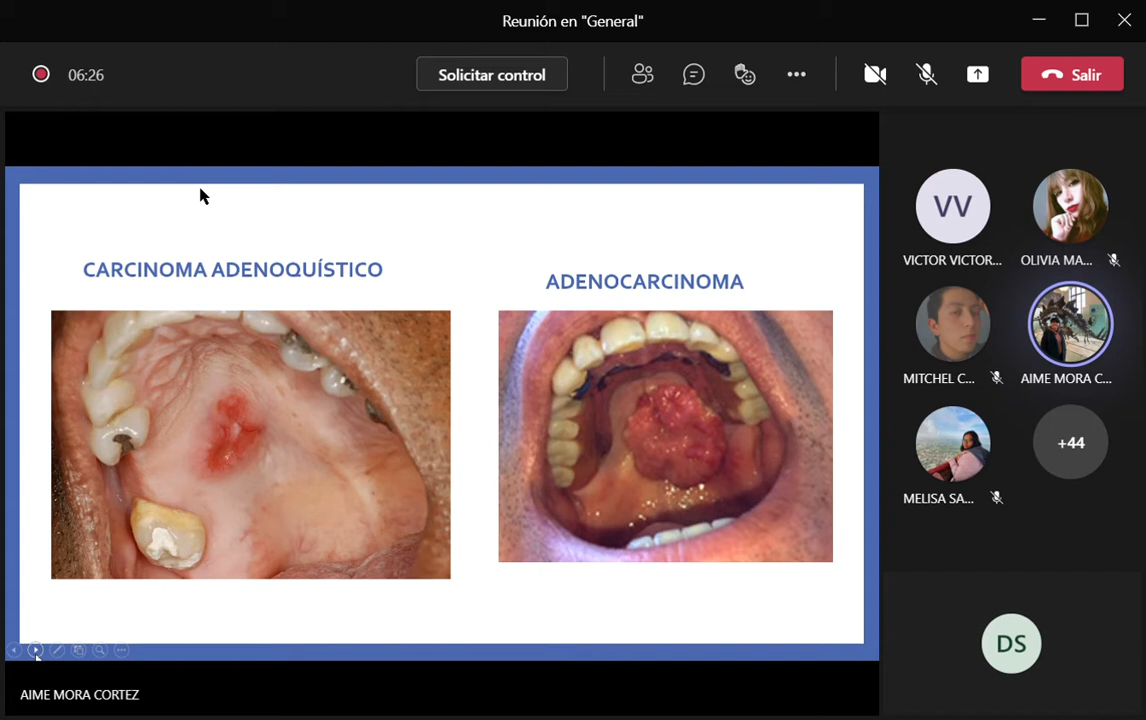 Reunión en "General"
06:26
Solicitar control
Salir
CARCINOMA ADENOQUÍSTICO
ADENOCARCINOMA
VV
VICTOR VICTOR...
OLIVIA MA...
MITCHEL C...
AIME MORA C...
MELISA SA...
+44
DS
AIME MORA CORTEZ